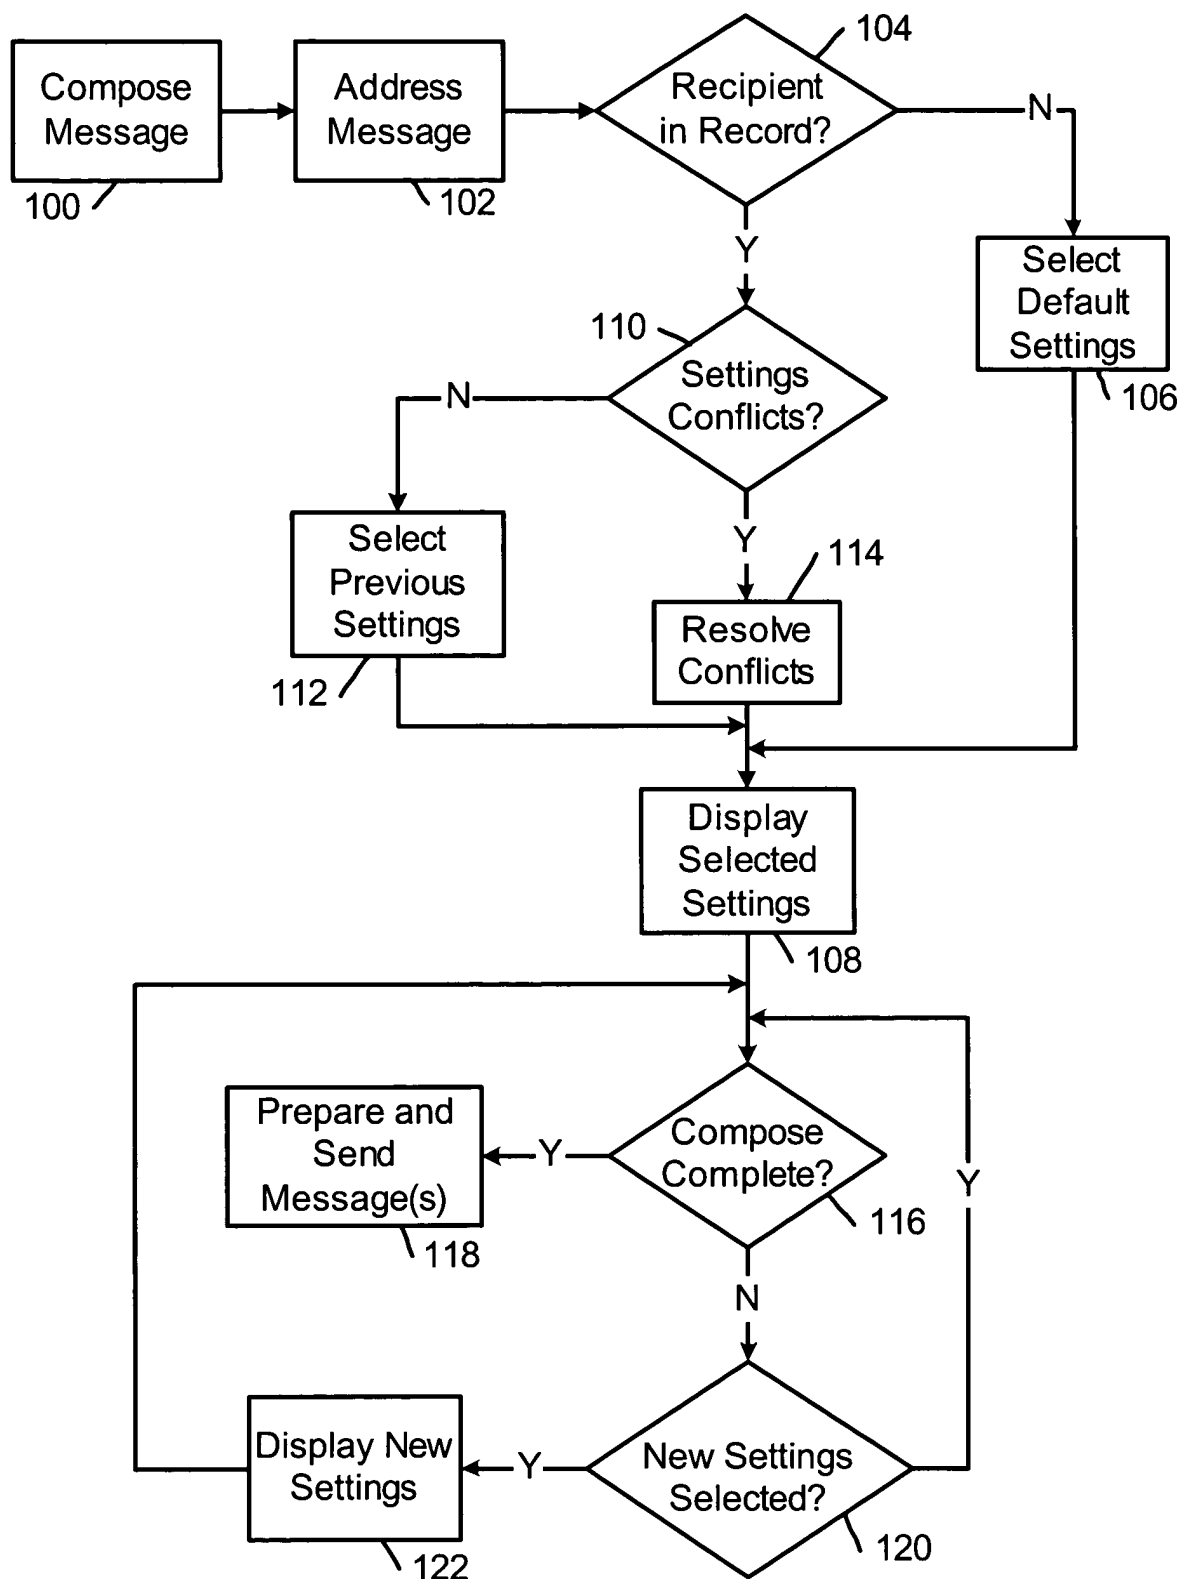 Compose
Message
100
Address
Message
102
Recipient
in Record?
104
N
Y
Select
Default
Settings
106
110
Settings
Conflicts?
N
Y
Select
Previous
Settings
112
114
Resolve
Conflicts
Display
Selected
Settings
108
Compose
Complete?
116
Y
Prepare and
Send
Message(s)
118
N
Y
New Settings
Selected?
120
Y
Display New
Settings
122